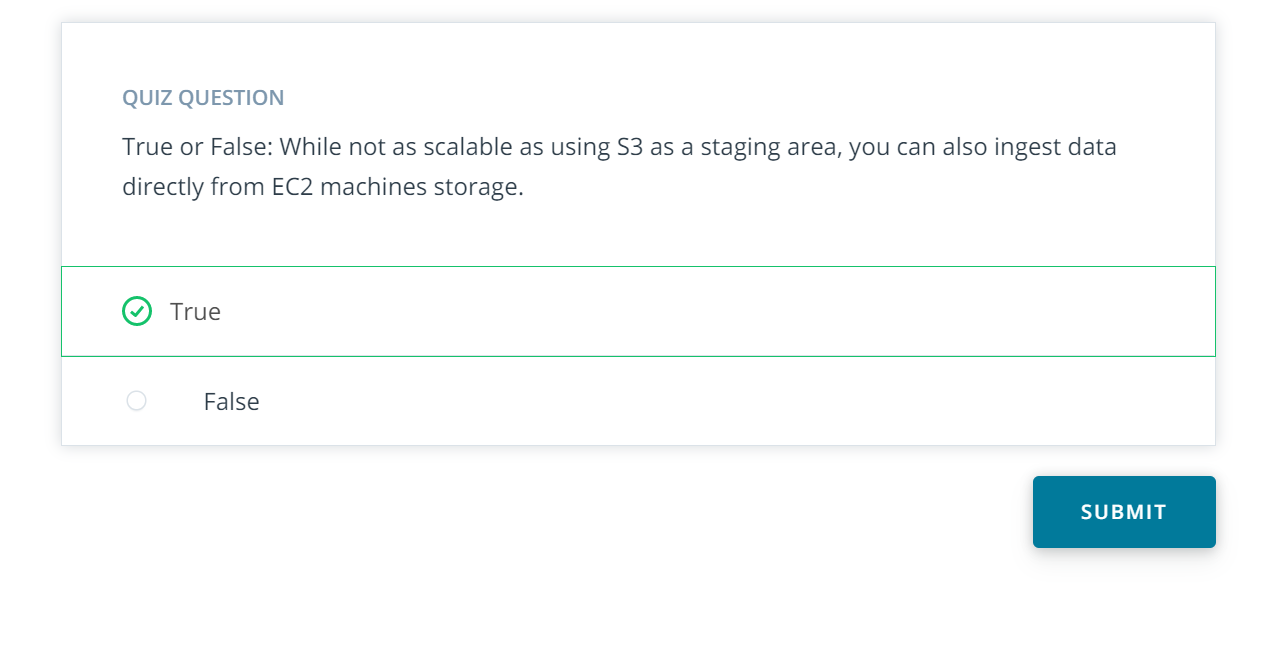 QUIZ QUESTION
True or False: While not as scalable as using S3 as a staging area, you can also ingest data
directly from EC2 machines storage.
True
False
SUBMIT